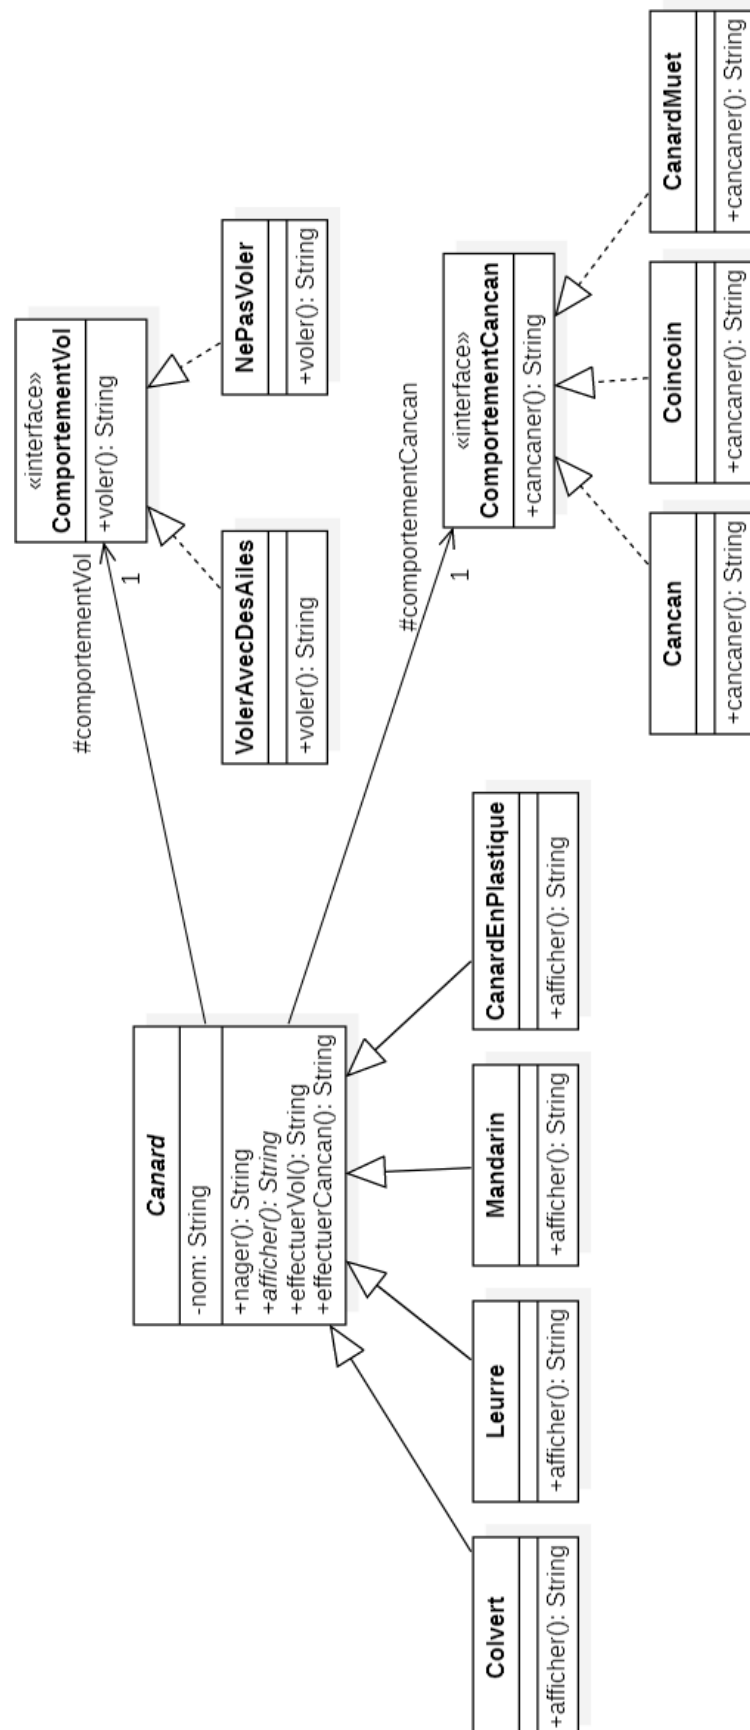 «interface»
ComportementVol
+voler(): String
#comportementVol
1
VolerAvecDesAiles
+voler(): String
NePasVoler
+voler(): String
Canard
-nom: String
+nager(): String
+afficher(): String
+effectuerVol(): String
+effectuerCancan(): String
#comportementCancan
1
«interface»
ComportementCancan
+cancaner(): String
Colvert
+afficher(): String
Leurre
+afficher(): String
Mandarin
+afficher(): String
CanardEnPlastique
+afficher(): String
Cancan
+cancaner(): String
Coincoin
+cancaner(): String
CanardMuet
+cancaner(): String